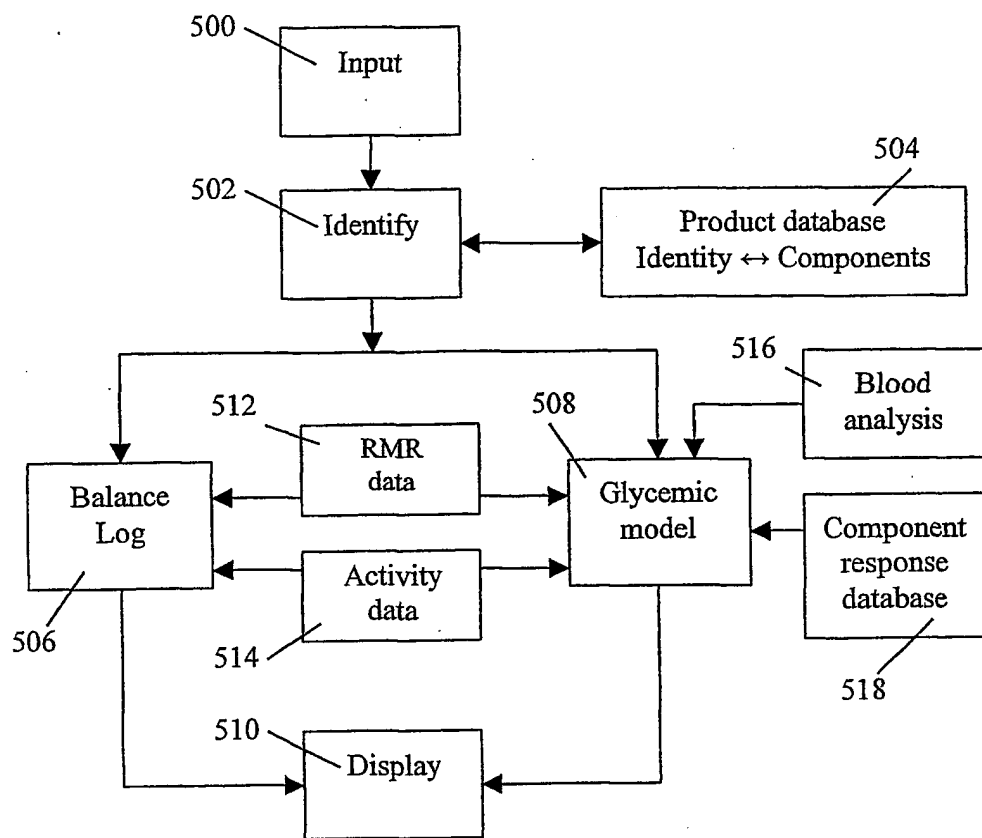 500
Input
502
Identify
504
Product database
Identity ↔ Components
516
Blood
analysis
512
RMR
data
508
Glycemic
model
Balance
Log
506
Activity
data
514
Component
response
database
518
510
Display